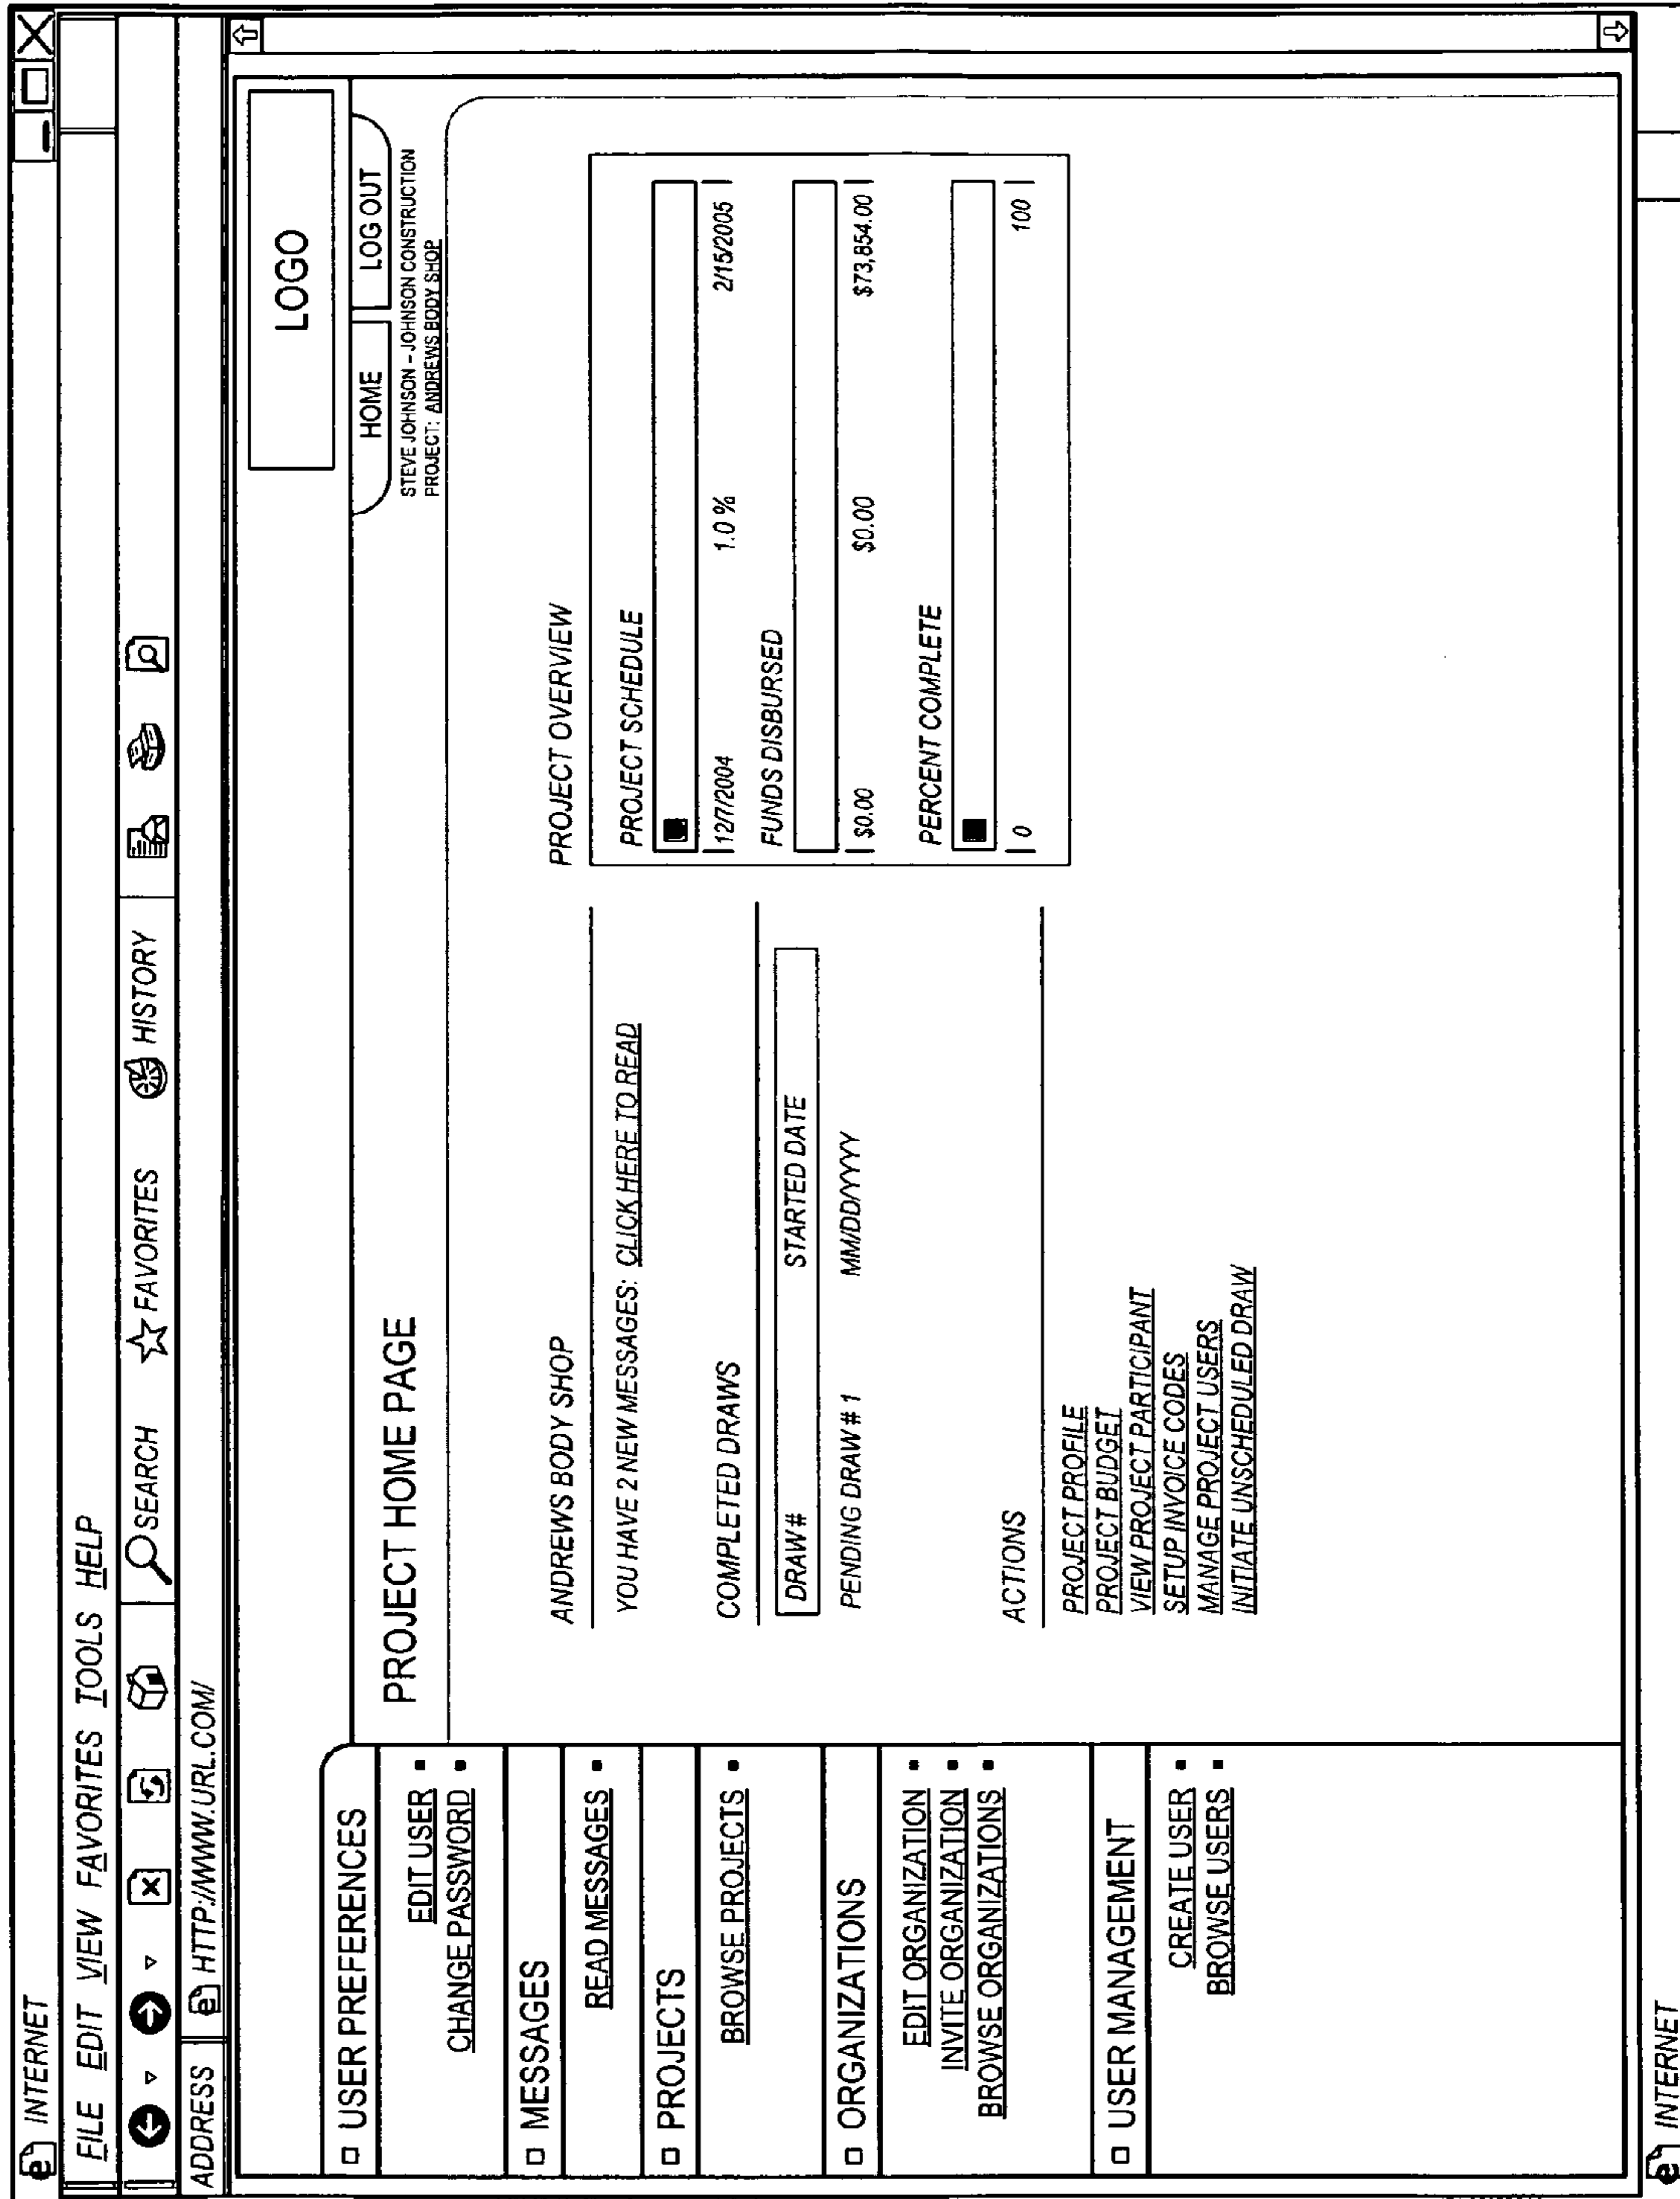 INTERNET
FILE EDIT VIEW FAVORITES TOOLS HELP
SEARCH FAVORITES HISTORY
ADDRESS HTTP://WWW.URL.COM/
LOGO
HOME LOG OUT
STEVE JOHNSON - JOHNSON CONSTRUCTION
PROJECT: ANDREWS BODY SHOP
USER PREFERENCES
EDIT USER
CHANGE PASSWORD
MESSAGES
READ MESSAGES
PROJECTS
BROWSE PROJECTS
ORGANIZATIONS
EDIT ORGANIZATION
INVITE ORGANIZATION
BROWSE ORGANIZATIONS
USER MANAGEMENT
CREATE USER
BROWSE USERS
PROJECT HOME PAGE
ANDREWS BODY SHOP
YOU HAVE 2 NEW MESSAGES: CLICK HERE TO READ
COMPLETED DRAWS
DRAW# STARTED DATE
PENDING DRAW # 1 MM/DD/YYYY
ACTIONS
PROJECT PROFILE
PROJECT BUDGET
VIEW PROJECT PARTICIPANT
SETUP INVOICE CODES
MANAGE PROJECT USERS
INITIATE UNSCHEDULED DRAW
PROJECT OVERVIEW
PROJECT SCHEDULE
12/7/2004 1.0 % 2/15/2005
FUNDS DISBURSED
$0.00 $0.00 $73,854.00
PERCENT COMPLETE
0 100
INTERNET